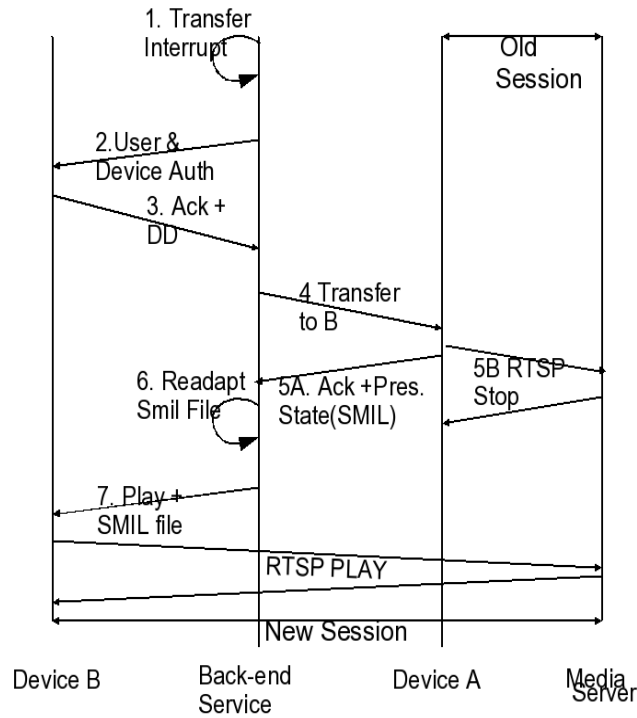 1. Transfer
Interrupt
Old
Session
2.User &
Device Auth
3. Ack +
DD
4 Transfer
to B
5B RTSP
Stop
6. Readapt
Smil File
5A. Ack +Pres.
State(SMIL)
7. Play +
SMIL file
RTSP PLAY
New Session
Device B
Back-end
Service
Device A
Media
Server